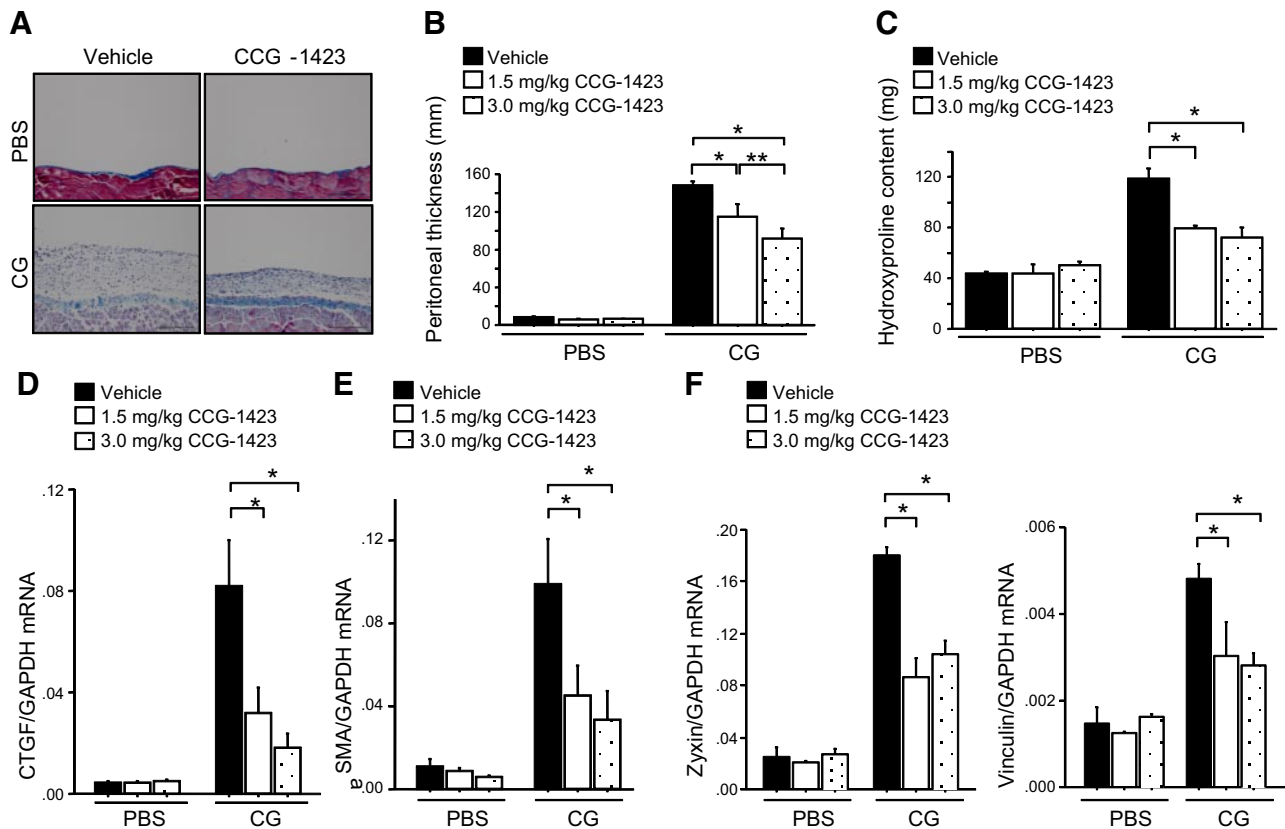 A
Vehicle
CCG -1423
PBS
CG
B
Vehicle
1.5 mg/kg CCG-1423
3.0 mg/kg CCG-1423
Peritoneal thickness (mm)
160
120
80
40
0
*
*
**
PBS
CG
C
Vehicle
1.5 mg/kg CCG-1423
3.0 mg/kg CCG-1423
Hydroxyproline content (mg)
120
80
40
0
*
*
PBS
CG
D
Vehicle
1.5 mg/kg CCG-1423
3.0 mg/kg CCG-1423
CTGF/GAPDH mRNA
.12
.08
.04
.00
*
*
PBS
CG
E
Vehicle
1.5 mg/kg CCG-1423
3.0 mg/kg CCG-1423
a SMA/GAPDH mRNA
.12
.08
.04
.00
*
*
PBS
CG
F
Vehicle
1.5 mg/kg CCG-1423
3.0 mg/kg CCG-1423
Zyxin/GAPDH mRNA
.20
.16
.12
.08
.04
.00
*
*
PBS
CG
Vinculin/GAPDH mRNA
.006
.004
.002
.000
*
*
PBS
CG